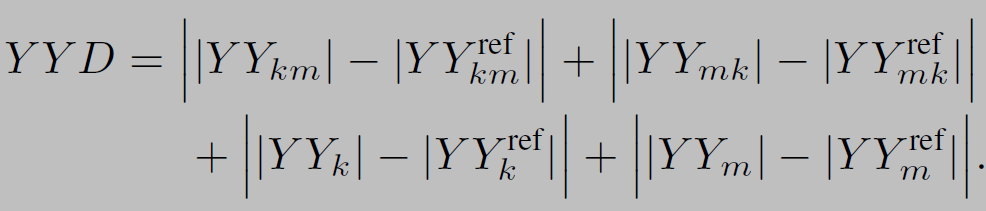 YYD = ||YY_{km}| − |YY_{km}^{ref}|| + ||YY_{mk}| − |YY_{mk}^{ref}||
+ ||YY_k| − |YY_k^{ref}|| + ||YY_m| − |YY_m^{ref}||.